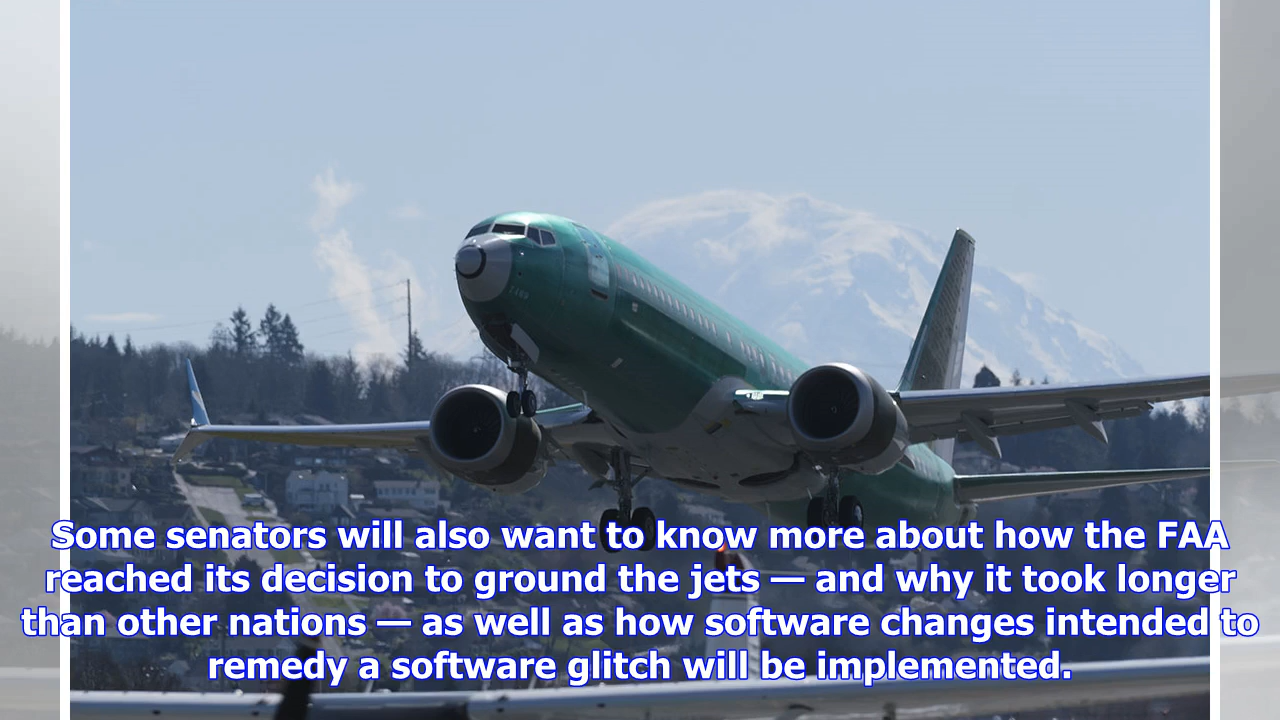 Some senators will also want to know more about how the FAA
reached its decision to ground the jets — and why it took longer
than other nations — as well as how software changes intended to
remedy a software glitch will be implemented.